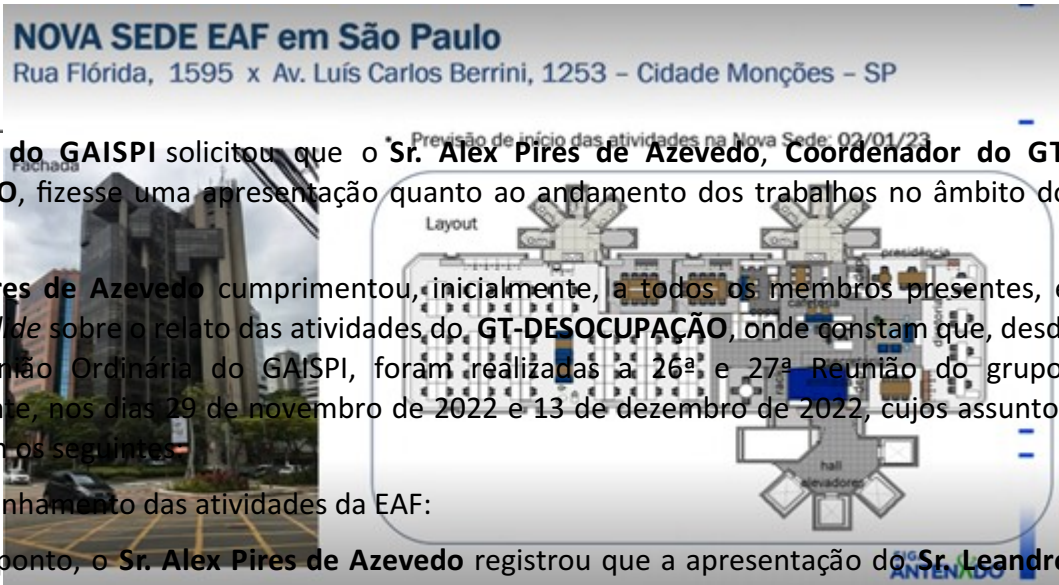 NOVA SEDE EAF em São Paulo
Rua Flórida, 1595 x Av. Luís Carlos Berrini, 1253 – Cidade Monções – SP
• Previsão de início das atividades na Nova Sede: 02/01/23
do GAISPI solicitou que o Sr. Alex Pires de Azevedo, Coordenador do GT
Fachada
O, fizesse uma apresentação quanto ao andamento dos trabalhos no âmbito do
Layout
presidência
res de Azevedo cumprimentou, inicialmente, a todos os membros presentes, e
lide sobre o relato das atividades do GT-DESOCUPAÇÃO, onde constam que, desd
nião Ordinária do GAISPI, foram realizadas a 26ª e 27ª Reunião do grupo
te, nos dias 29 de novembro de 2022 e 13 de dezembro de 2022, cujos assunto
m os seguintes:
hall
elevadores
nhamento das atividades da EAF:
ponto, o Sr. Alex Pires de Azevedo registrou que a apresentação do Sr. Leandr
SIGA
ANTENADO